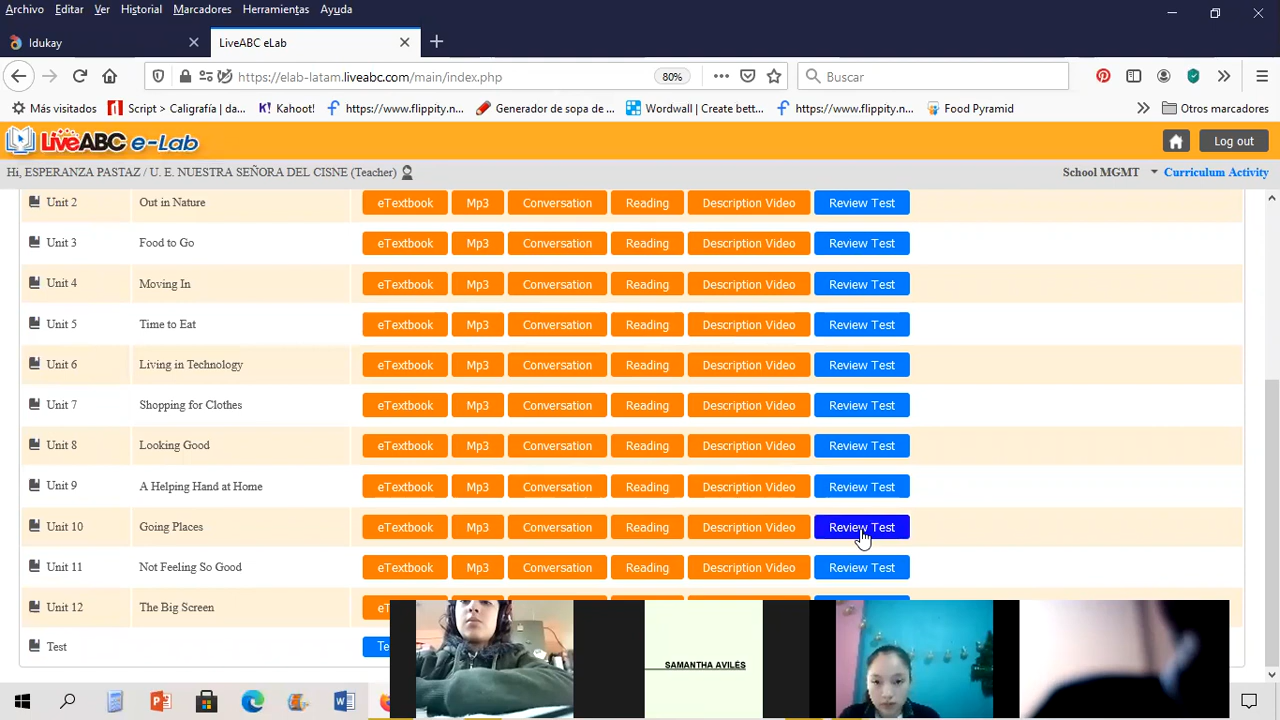 Archivo Editar Ver Historial Marcadores Herramientas Ayuda
Idukay
LiveABC eLab
https://elab-latam.liveabc.com/main/index.php
80%
Buscar
Más visitados
Script > Caligrafía | da...
Kahoot!
https://www.flippity.n...
Generador de sopa de ...
Wordwall | Create bett...
https://www.flippity.n...
Food Pyramid
Otros marcadores
LiveABC e-Lab
Log out
Hi, ESPERANZA PASTAZ / U. E. NUESTRA SEÑORA DEL CISNE (Teacher)
School MGMT
Curriculum Activity
Unit 2 Out in Nature eTextbook Mp3 Conversation Reading Description Video Review Test
Unit 3 Food to Go eTextbook Mp3 Conversation Reading Description Video Review Test
Unit 4 Moving In eTextbook Mp3 Conversation Reading Description Video Review Test
Unit 5 Time to Eat eTextbook Mp3 Conversation Reading Description Video Review Test
Unit 6 Living in Technology eTextbook Mp3 Conversation Reading Description Video Review Test
Unit 7 Shopping for Clothes eTextbook Mp3 Conversation Reading Description Video Review Test
Unit 8 Looking Good eTextbook Mp3 Conversation Reading Description Video Review Test
Unit 9 A Helping Hand at Home eTextbook Mp3 Conversation Reading Description Video Review Test
Unit 10 Going Places eTextbook Mp3 Conversation Reading Description Video Review Test
Unit 11 Not Feeling So Good eTextbook Mp3 Conversation Reading Description Video Review Test
Unit 12 The Big Screen
Test
SAMANTHA AVILÉS